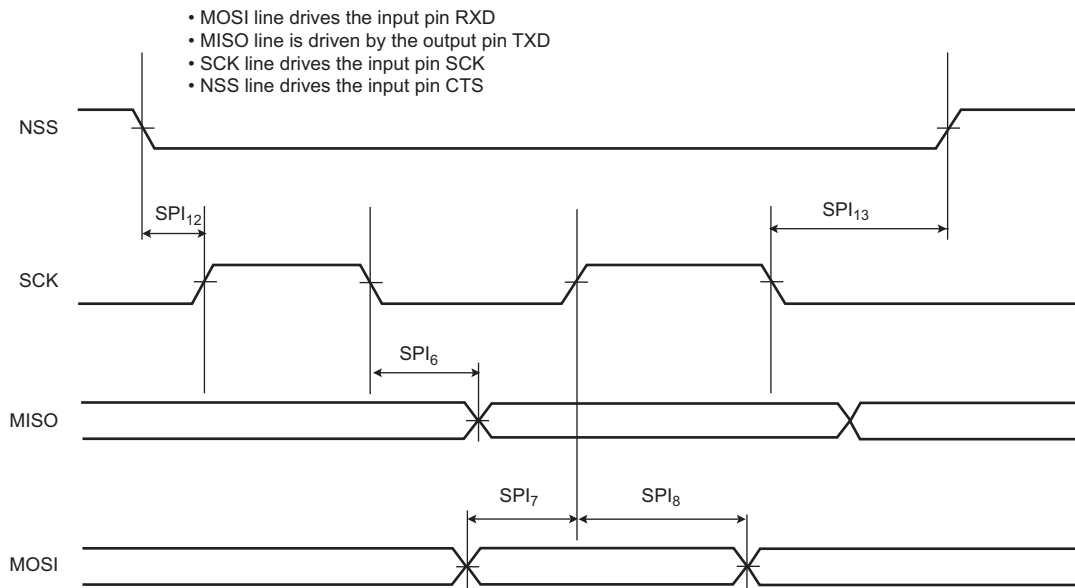 • MOSI line drives the input pin RXD
• MISO line is driven by the output pin TXD
• SCK line drives the input pin SCK
• NSS line drives the input pin CTS
NSS
SPI12
SPI13
SCK
SPI6
MISO
SPI7
SPI8
MOSI